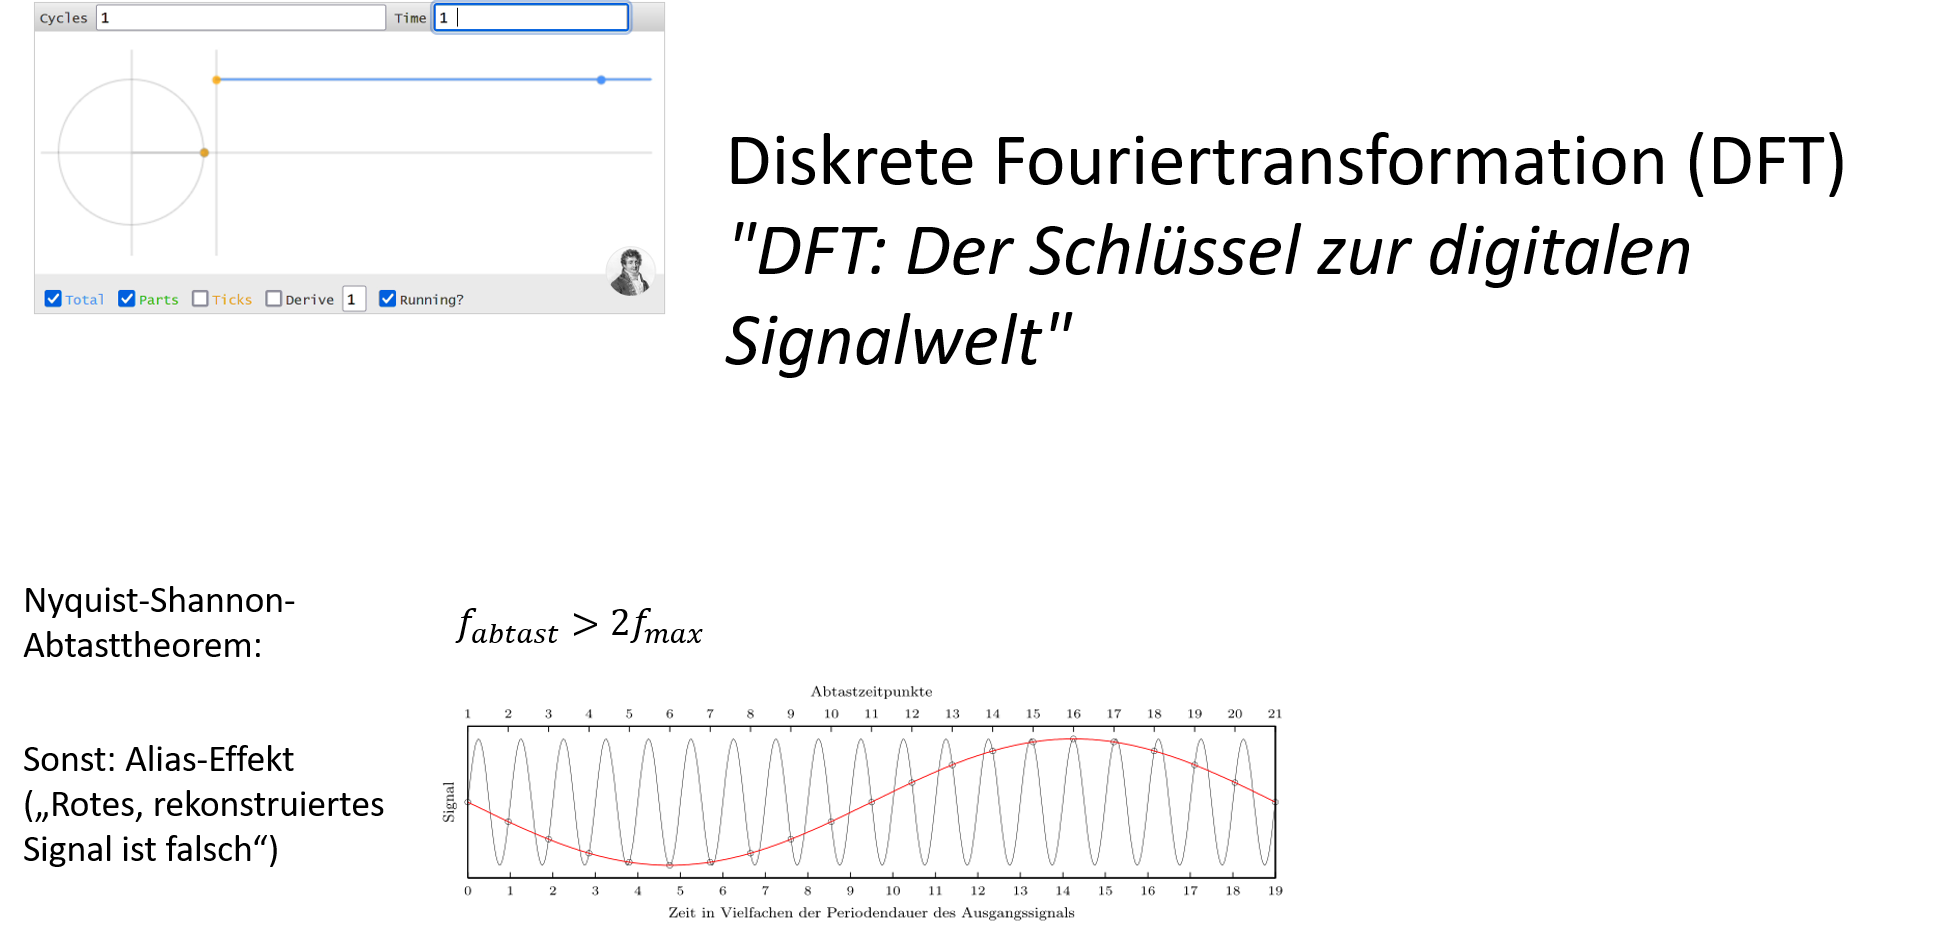 Cycles 1 Time 1
Total Parts Ticks Derive 1 Running?
Diskrete Fouriertransformation (DFT)
"DFT: Der Schlüssel zur digitalen
Signalwelt"
Nyquist-Shannon-
Abtasttheorem:
f_abtast > 2f_max
Sonst: Alias-Effekt
(„Rotes, rekonstruiertes
Signal ist falsch“)
Abtastzeitpunkte
1 2 3 4 5 6 7 8 9 10 11 12 13 14 15 16 17 18 19 20 21
Signal
0 1 2 3 4 5 6 7 8 9 10 11 12 13 14 15 16 17 18 19
Zeit in Vielfachen der Periodendauer des Ausgangssignals